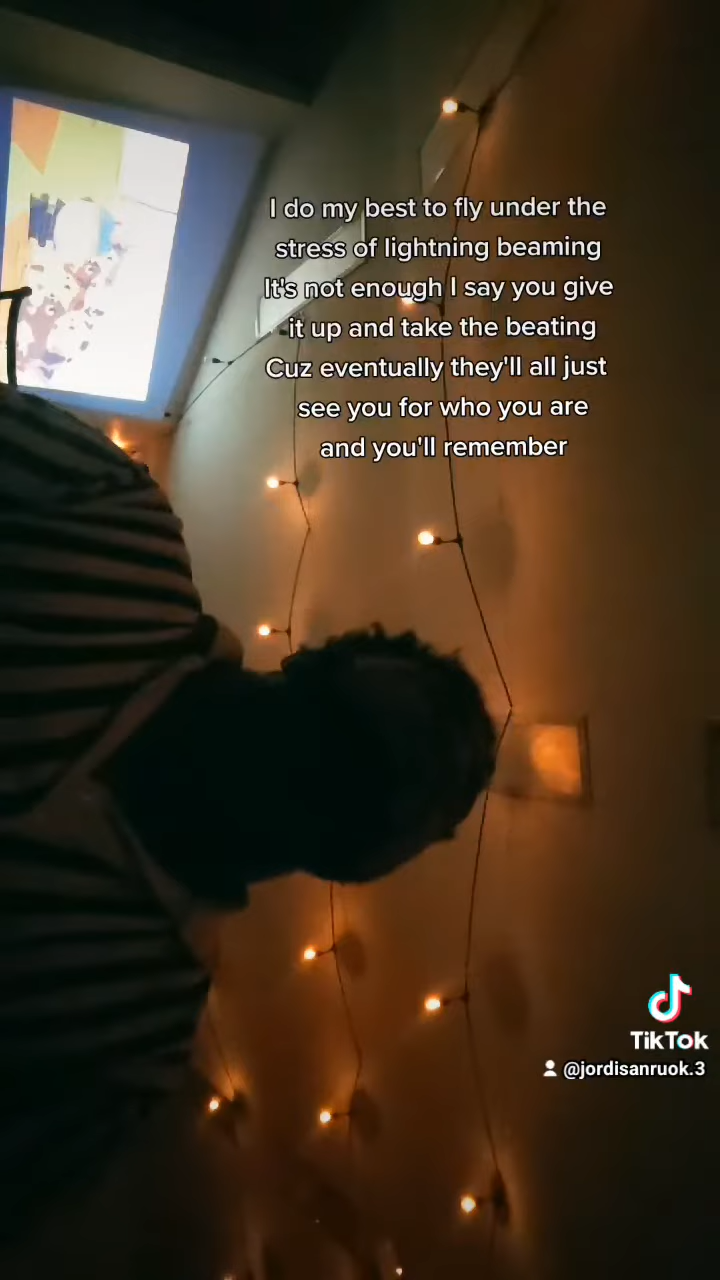 I do my best to fly under the
stress of lightning beaming
It's not enough I say you give
it up and take the beating
Cuz eventually they'll all just
see you for who you are
and you'll remember
TikTok
@jordisanruok.3